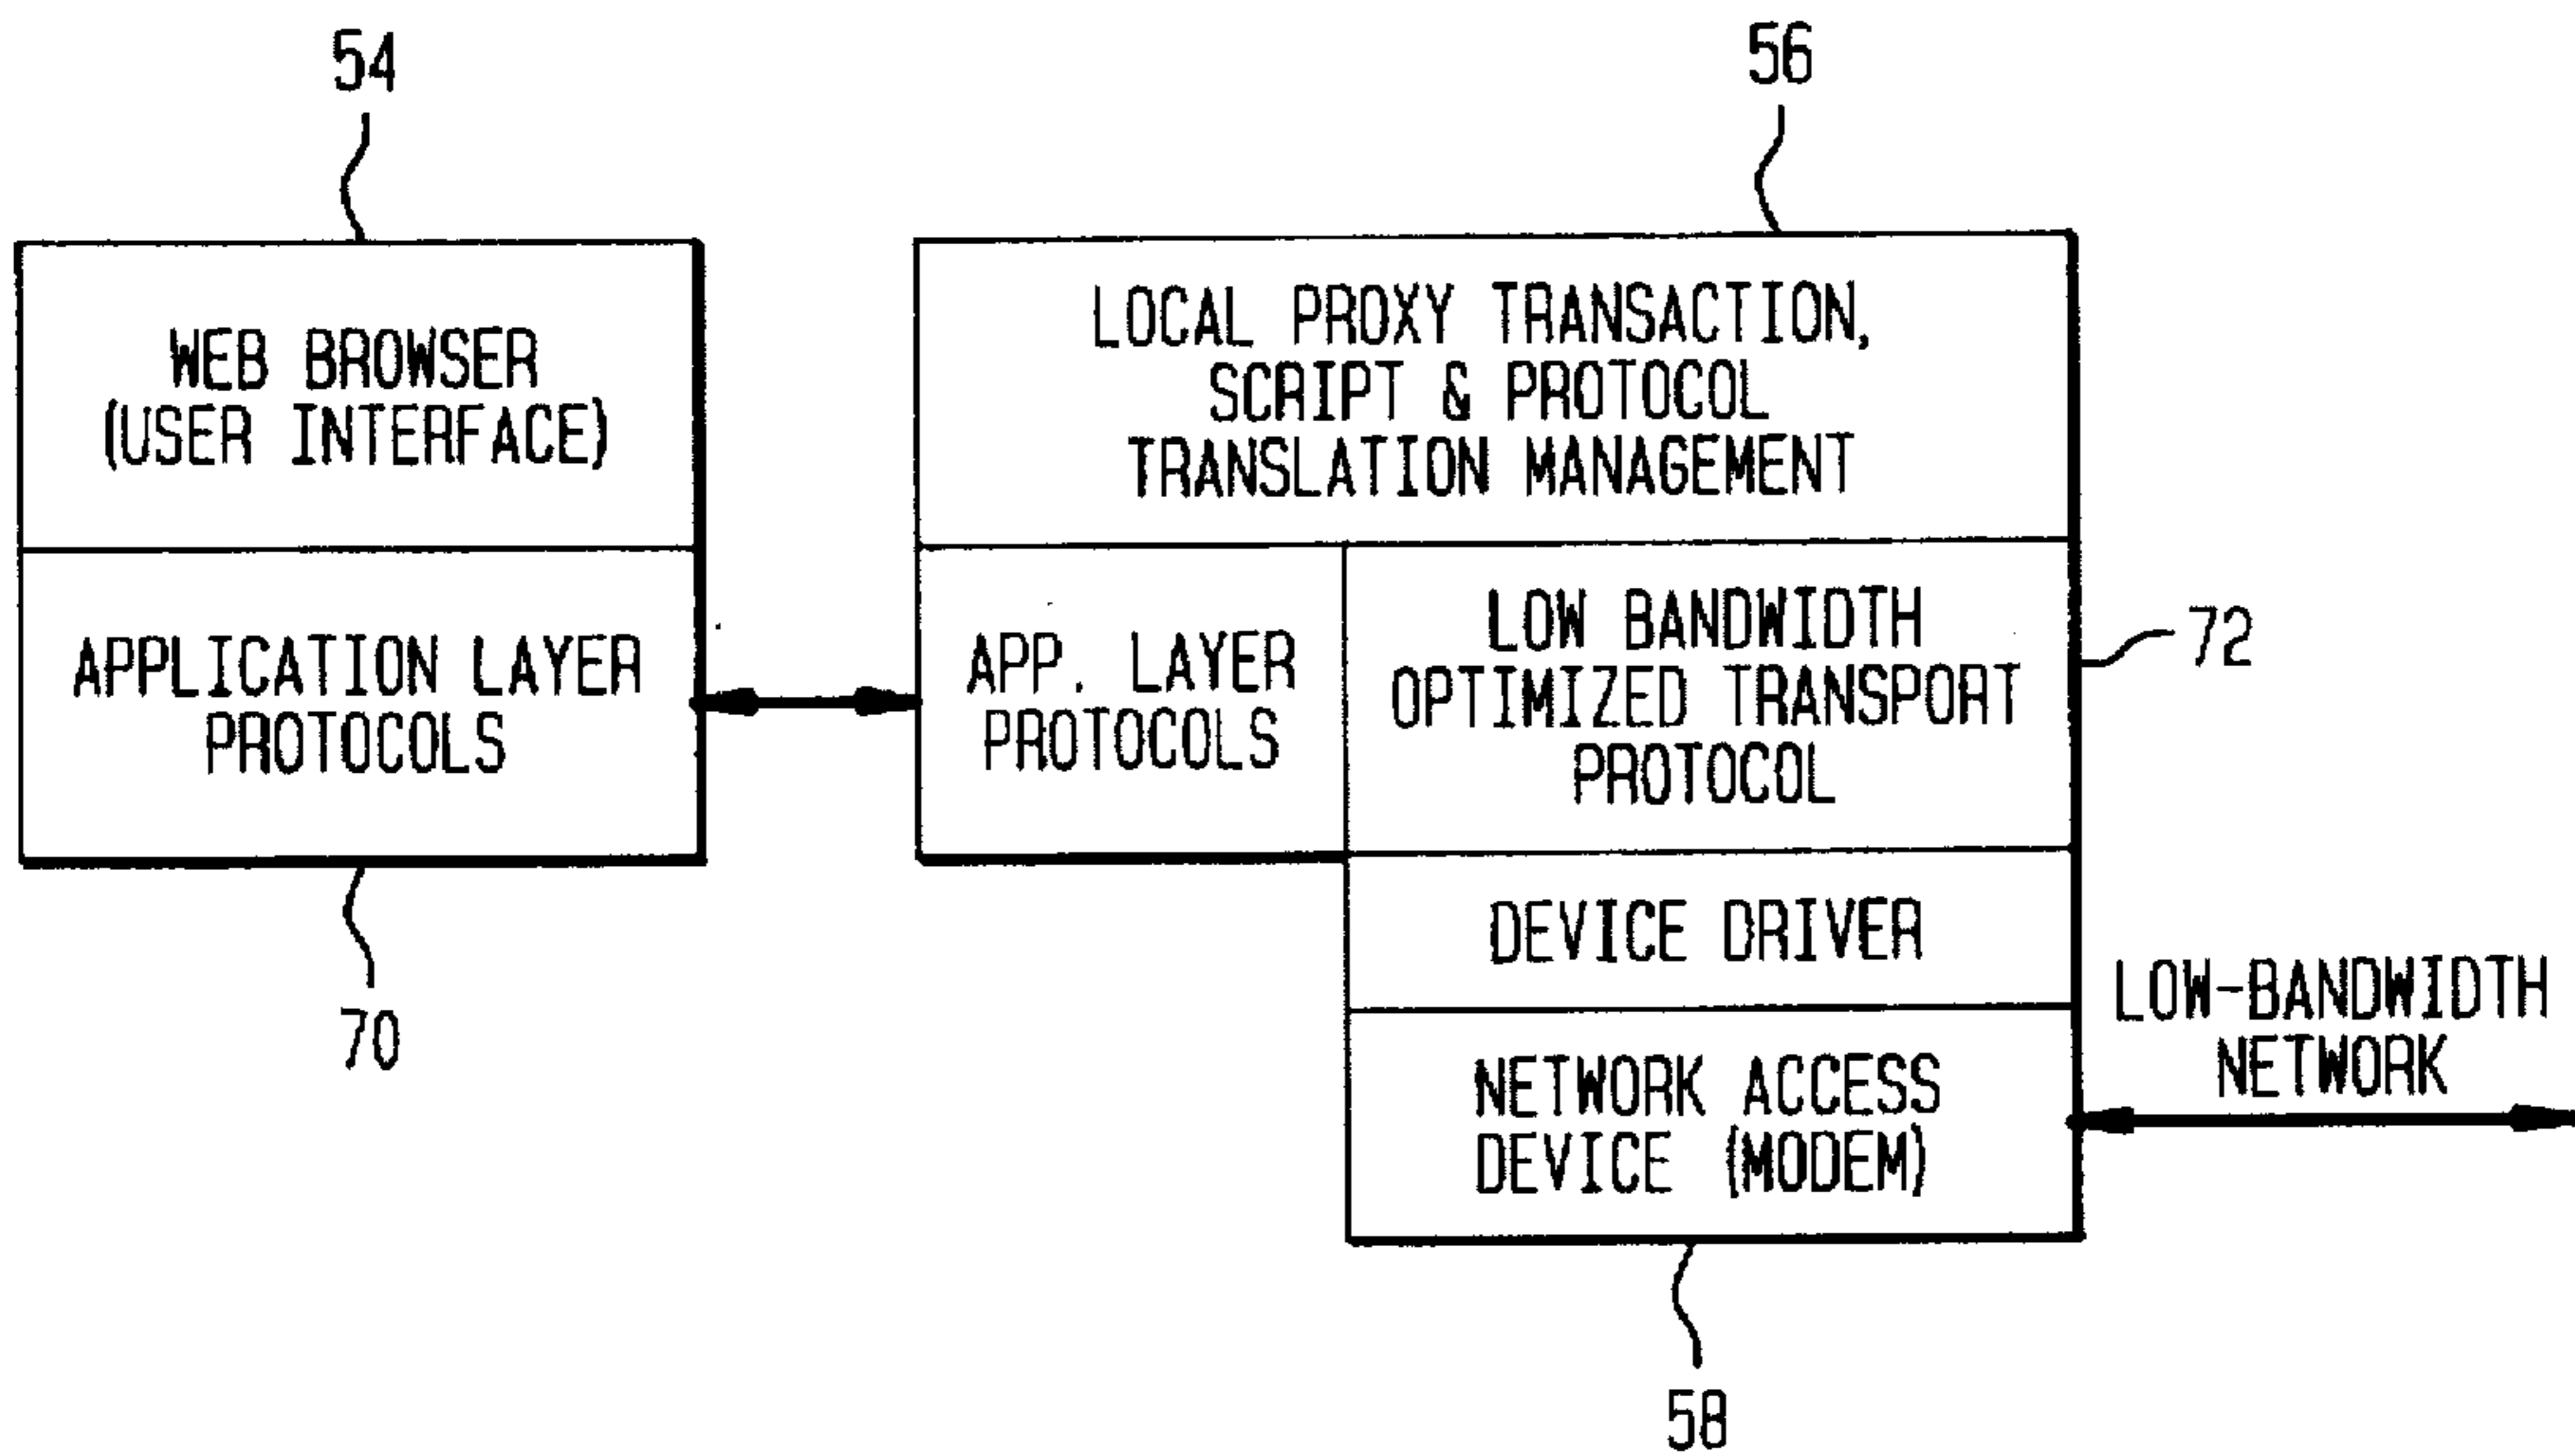 54
56
WEB BROWSER
(USER INTERFACE)
LOCAL PROXY TRANSACTION,
SCRIPT & PROTOCOL
TRANSLATION MANAGEMENT
APPLICATION LAYER
PROTOCOLS
APP. LAYER
PROTOCOLS
LOW BANDWIDTH
OPTIMIZED TRANSPORT
PROTOCOL
72
DEVICE DRIVER
70
NETWORK ACCESS
DEVICE (MODEM)
LOW-BANDWIDTH
NETWORK
58